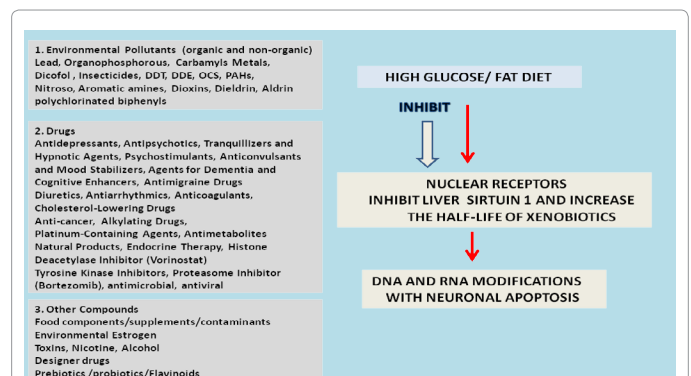 1. Environmental Pollutants (organic and non-organic)
Lead, Organophosphorous, Carbamyls Metals,
Dicofol , Insecticides, DDT, DDE, OCS, PAHs,
Nitroso, Aromatic amines, Dioxins, Dieldrin, Aldrin
polychlorinated biphenyls
2. Drugs
Antidepressants, Antipsychotics, Tranquillizers and
Hypnotic Agents, Psychostimulants, Anticonvulsants
and Mood Stabilizers, Agents for Dementia and
Cognitive Enhancers, Antimigraine Drugs
Diuretics, Antiarrhythmics, Anticoagulants,
Cholesterol-Lowering Drugs
Anti-cancer, Alkylating Drugs,
Platinum-Containing Agents, Antimetabolites
Natural Products, Endocrine Therapy, Histone
Deacetylase Inhibitor (Vorinostat)
Tyrosine Kinase Inhibitors, Proteasome Inhibitor
(Bortezomib), antimicrobial, antiviral
3. Other Compounds
Food components/supplements/contaminants
Environmental Estrogen
Toxins, Nicotine, Alcohol
Designer drugs
Prebiotics /probiotics/Flavinoids
HIGH GLUCOSE/ FAT DIET
INHIBIT
NUCLEAR RECEPTORS
INHIBIT LIVER SIRTUIN 1 AND INCREASE
THE HALF-LIFE OF XENOBIOTICS
DNA AND RNA MODIFICATIONS
WITH NEURONAL APOPTOSIS